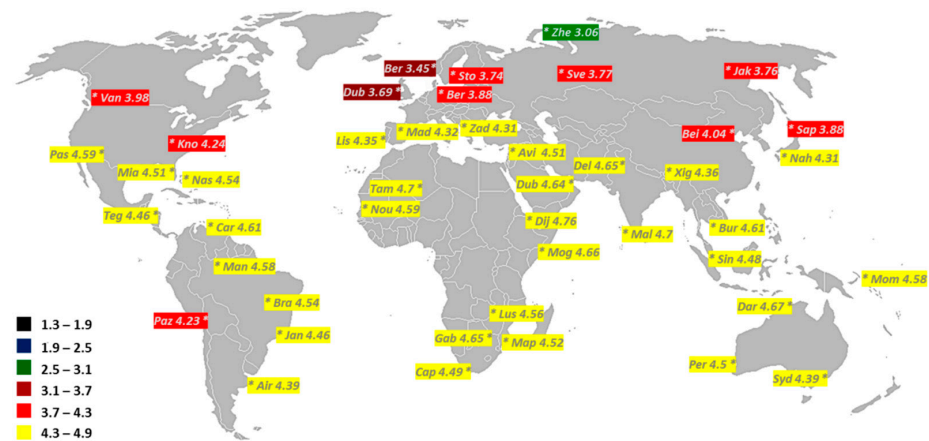 * Zhe 3.06
Ber 3.45*
* Sto 3.74
* Sve 3.77
* Jak 3.76
Dub 3.69 *
* Ber 3.88
* Van 3.98
* Kno 4.24
Lis 4.35*
* Mad 4.32
* Zad 4.31
Bei 4.04 *
* Sap 3.88
* Nah 4.31
Pas 4.59*
Mia 4.51*
* Nas 4.54
* Avi 4.51
Del 4.65*
* Xig 4.36
Tam 4.7*
Dub 4.64*
Teg 4.46*
* Nou 4.59
* Car 4.61
* Dij 4.76
* Mal 4.7
* Bur 4.61
* Mog 4.66
* Sin 4.48
* Man 4.58
* Mom 4.58
* Bra 4.54
Paz 4.23 *
* Jan 4.46
* Lus 4.56
Dar 4.67*
Gab 4.65*
* Map 4.52
Cap 4.49*
Per 4.5*
Syd 4.39*
* Air 4.39
1.3 – 1.9
1.9 – 2.5
2.5 – 3.1
3.1 – 3.7
3.7 – 4.3
4.3 – 4.9